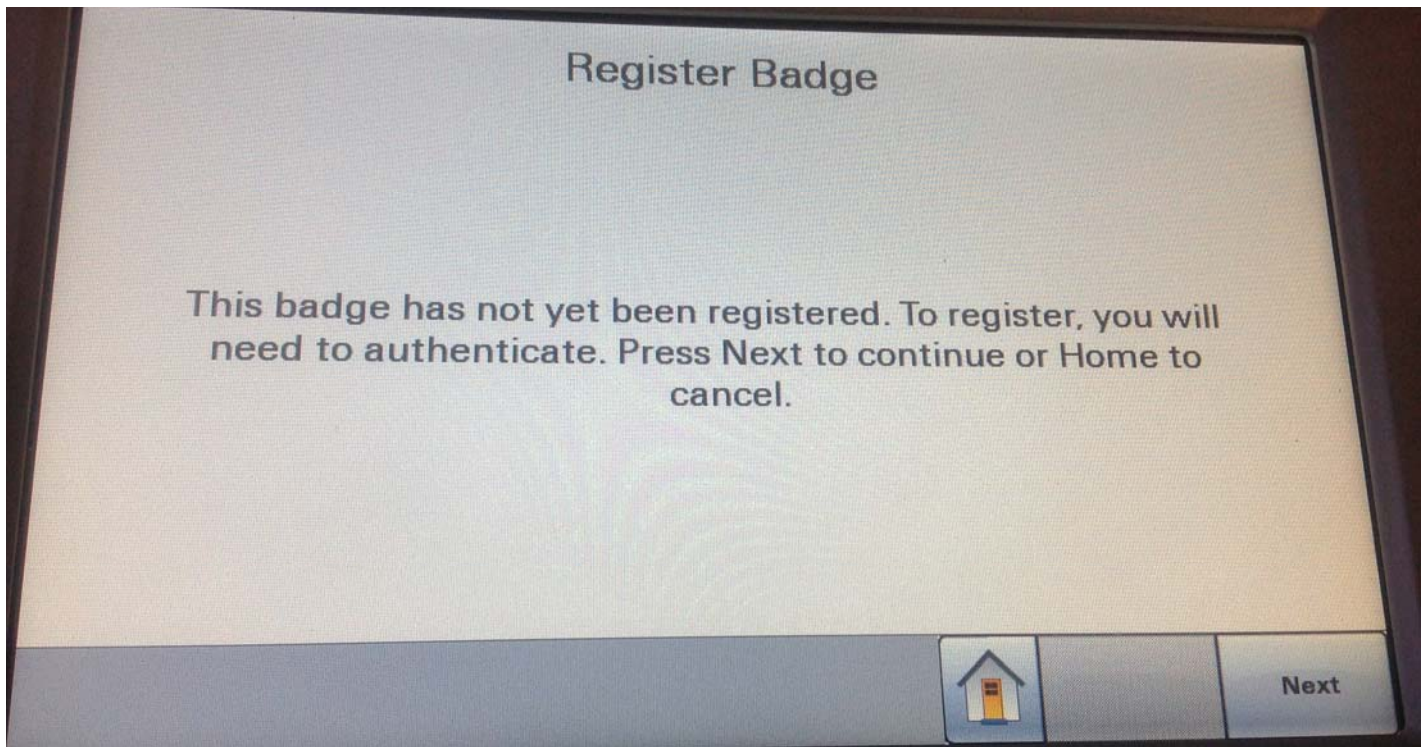 Register Badge
This badge has not yet been registered. To register, you will
need to authenticate. Press Next to continue or Home to
cancel.
Next